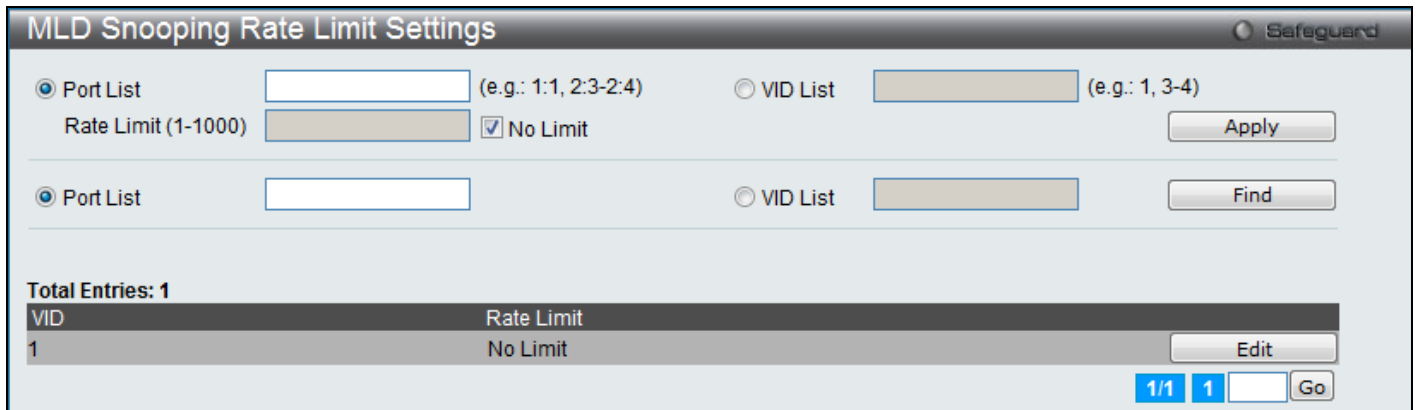 MLD Snooping Rate Limit Settings
Safeguard
Port List (e.g.: 1:1, 2:3-2:4) VID List (e.g.: 1, 3-4)
Rate Limit (1-1000) No Limit Apply
Port List VID List Find
Total Entries: 1
VID Rate Limit
1 No Limit Edit
1/1 1 Go